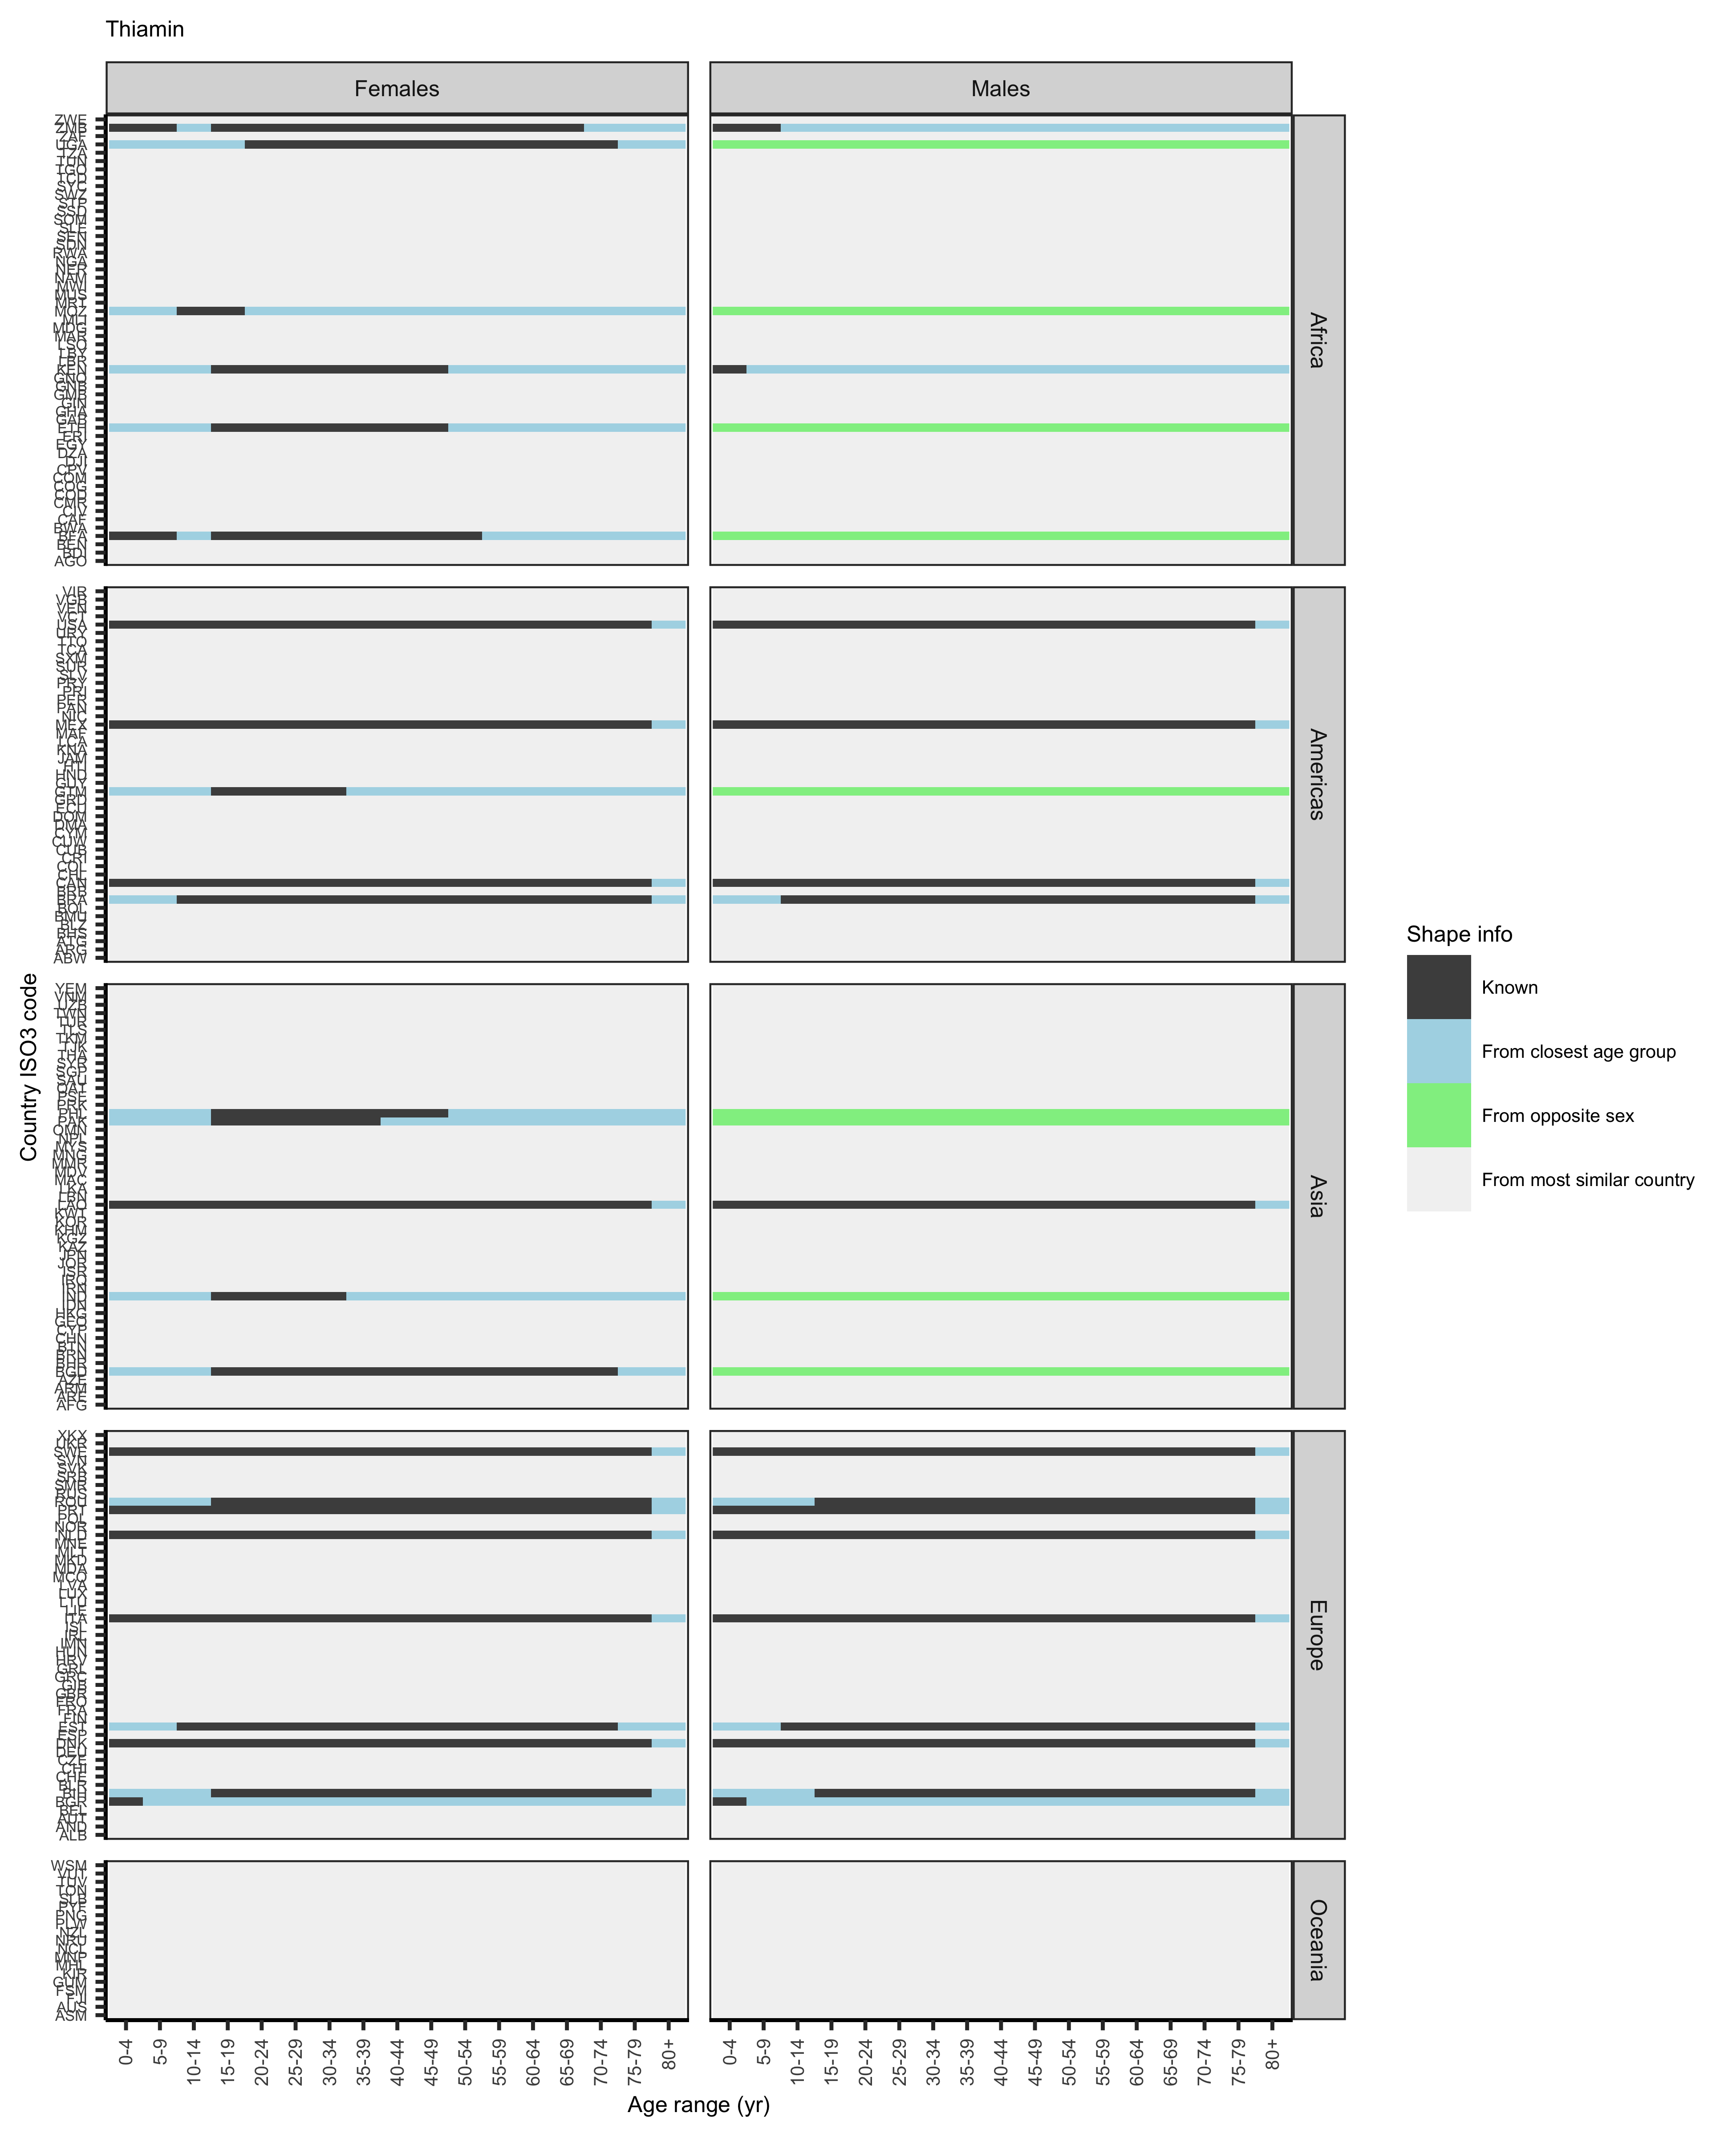 Thiamin
Females
Males
Country ISO3 code
ZWE
ZMB
ZAF
UGA
TZA
TUN
TGO
TCD
SYC
SWZ
STP
SSD
SOM
SLE
SEN
SDN
RWA
NGA
NER
NAM
MWI
MUS
MRT
MOZ
MLI
MDG
MAR
LSO
LBY
LBR
KEN
GNQ
GNB
GMB
GIN
GHA
GAB
ETH
ERI
EGY
DZA
DJI
CPV
COM
COG
COD
CMR
CIV
CAF
BWA
BFA
BEN
BDI
AGO
Africa
VIR
VGB
VEN
VCT
USA
URY
TTO
TCA
SXM
SUR
SLV
PRY
PRI
PER
PAN
NIC
MEX
MAF
LCA
KNA
JAM
HTI
HND
GUY
GTM
GRD
ECU
DOM
DMA
CYM
CUW
CUB
CRI
COL
CHL
CAN
BRB
BRA
BOL
BMU
BLZ
BHS
ATG
ARG
ABW
Americas
YEM
VNM
UZB
TWN
TUR
TLS
TKM
TJK
THA
SYR
SGP
SAU
QAT
PSE
PRK
PHL
PAK
OMN
NPL
MYS
MNG
MMR
MDV
MAC
LKA
LBN
LAO
KWT
KOR
KHM
KGZ
KAZ
JPN
JOR
ISR
IRQ
IRN
IND
IDN
HKG
GEO
CYP
CHN
BTN
BRN
BHR
BGD
AZE
ARM
ARE
AFG
Asia
XKX
UKR
SWE
SVN
SVK
SRB
SMR
RUS
ROU
PRT
POL
NOR
NLD
MNE
MLT
MKD
MDA
MCO
LVA
LUX
LTU
LIE
ITA
ISL
IRL
IMN
HUN
HRV
GRL
GRC
GIB
GBR
FRO
FRA
FIN
EST
ESP
DNK
DEU
CZE
CHI
CHE
BLR
BIH
BGR
BEL
AUT
AND
ALB
Europe
WSM
VUT
TUV
TON
SLB
PYF
PNG
PLW
NZL
NRU
NCL
MNP
MHL
KIR
GUM
FSM
FJI
AUS
ASM
Oceania
0-4 5-9 10-14 15-19 20-24 25-29 30-34 35-39 40-44 45-49 50-54 55-59 60-64 65-69 70-74 75-79 80+
0-4 5-9 10-14 15-19 20-24 25-29 30-34 35-39 40-44 45-49 50-54 55-59 60-64 65-69 70-74 75-79 80+
Age range (yr)
Shape info
Known
From closest age group
From opposite sex
From most similar country